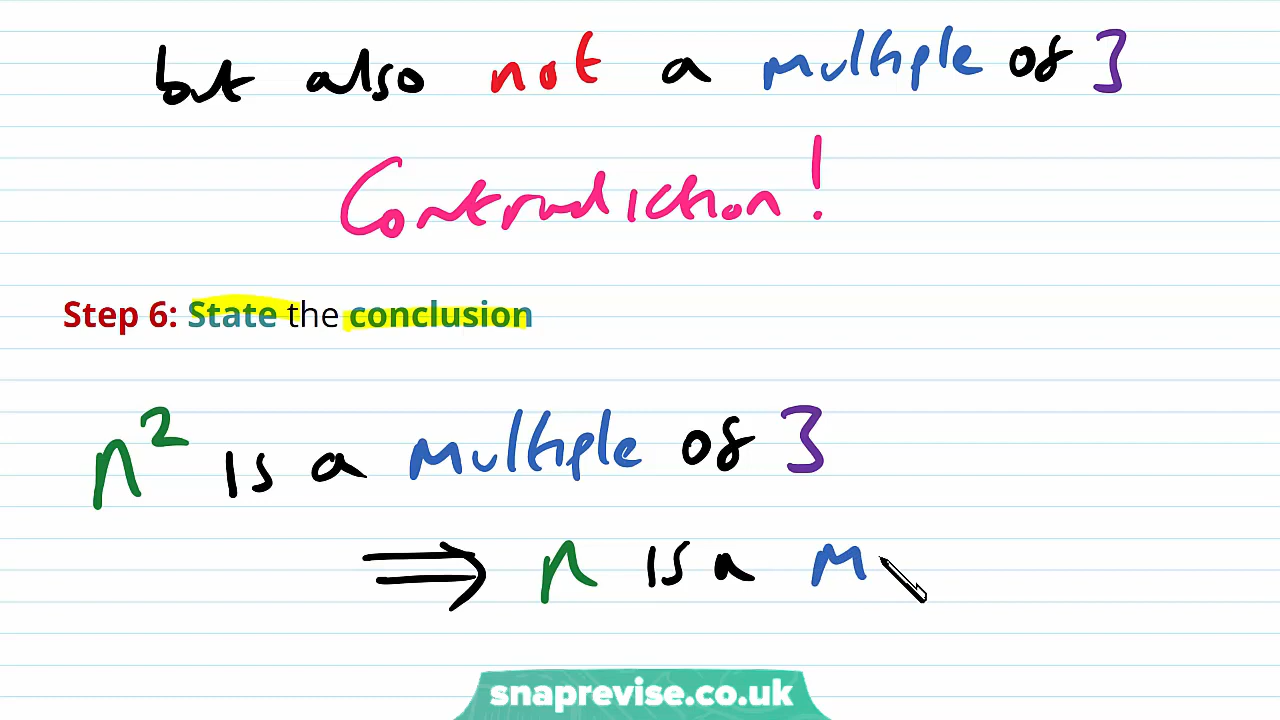 but also not a multiple of 3
Contradiction!
Step 6: State the conclusion
n² is a multiple of 3
⇒ n is a m
snaprevise.co.uk